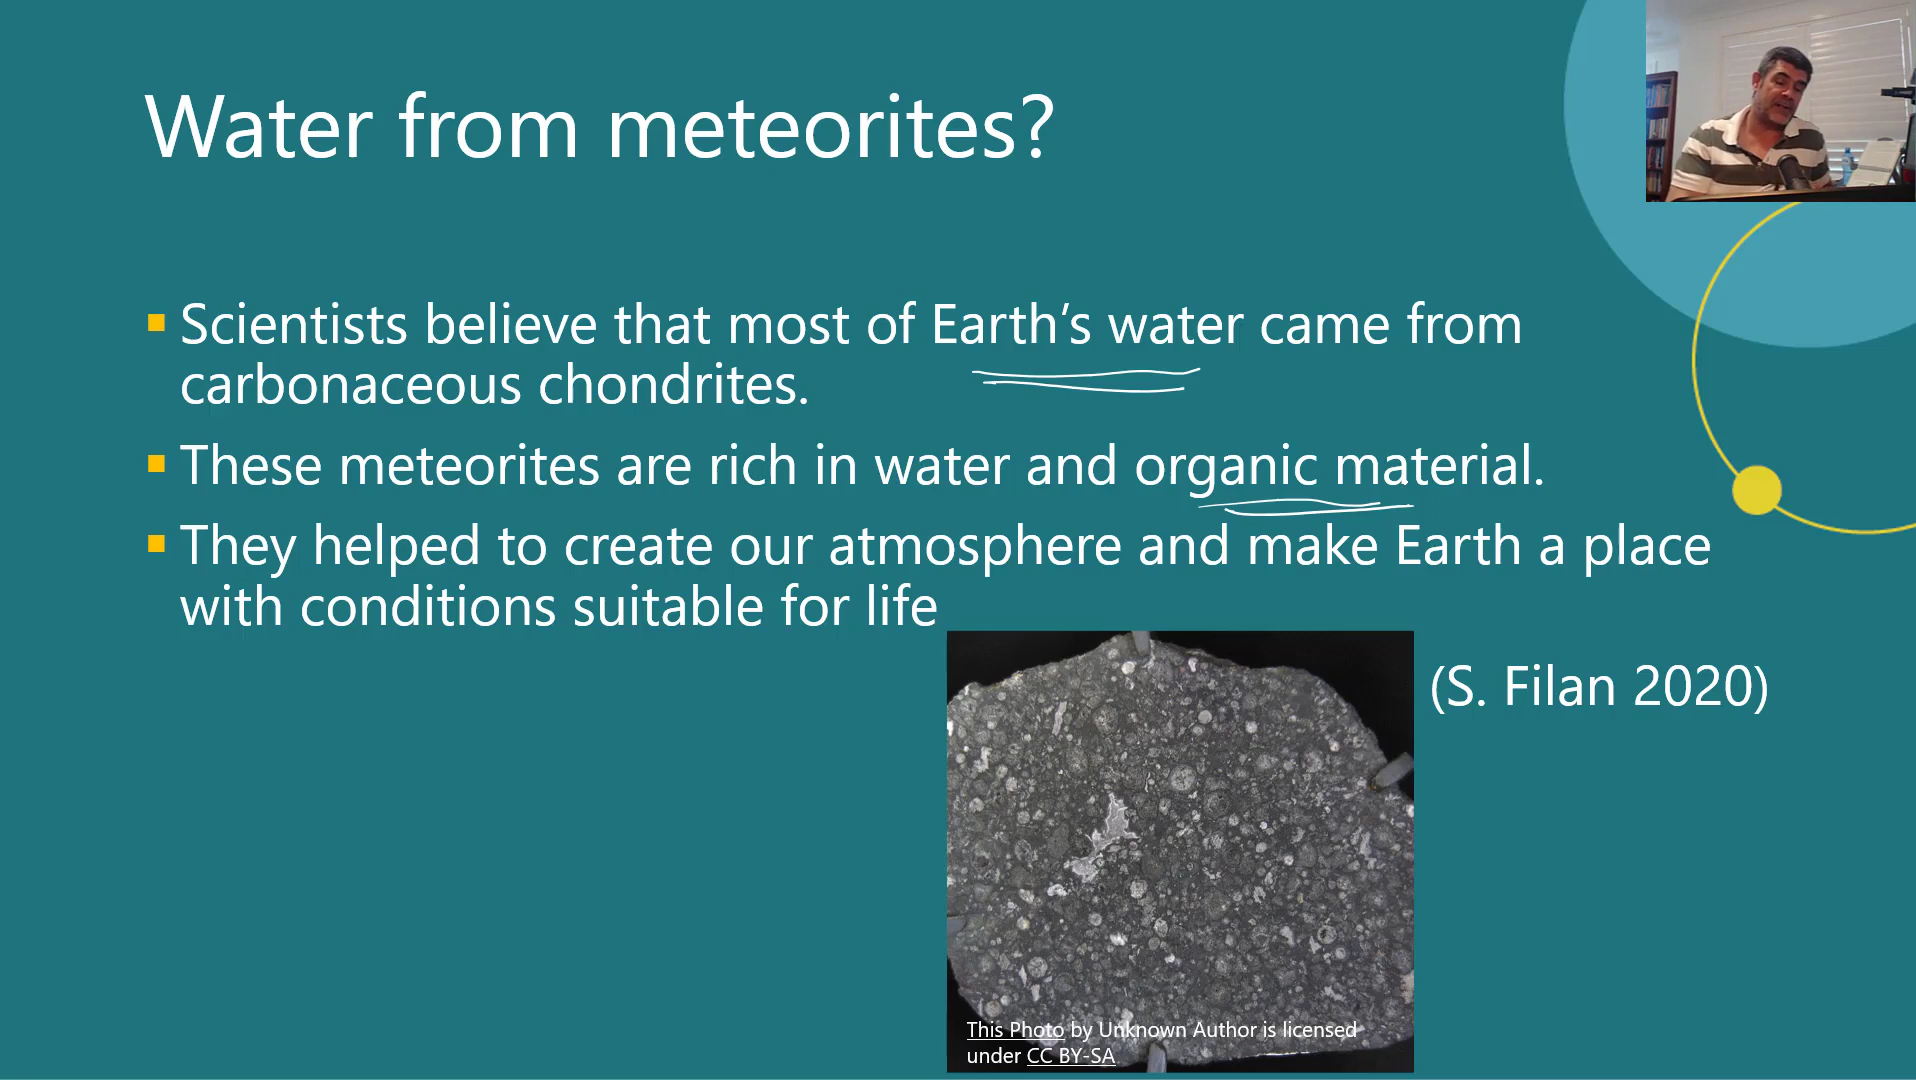 Water from meteorites?
Scientists believe that most of Earth's water came from
carbonaceous chondrites.
These meteorites are rich in water and organic material.
They helped to create our atmosphere and make Earth a place
with conditions suitable for life
(S. Filan 2020)
This Photo by Unknown Author is licensed
under CC BY-SA